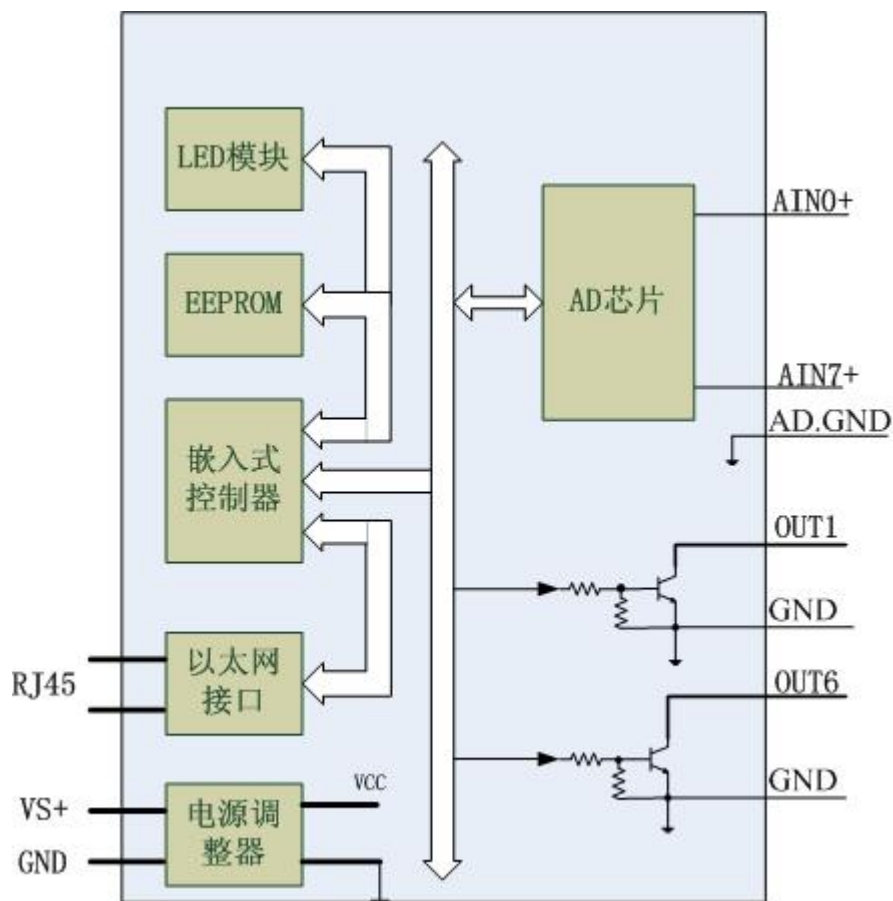 LED模块
EEPROM
嵌入式
控制器
以太网
接口
RJ45
电源调
整器
VS+
GND
VCC
AD芯片
AIN0+
AIN7+
AD.GND
OUT1
GND
OUT6
GND